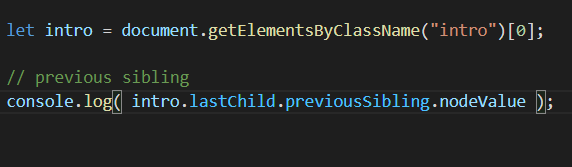 let intro = document.getElementsByClassName("intro")[0];
// previous sibling
console.log( intro.lastChild.previousSibling.nodeValue );